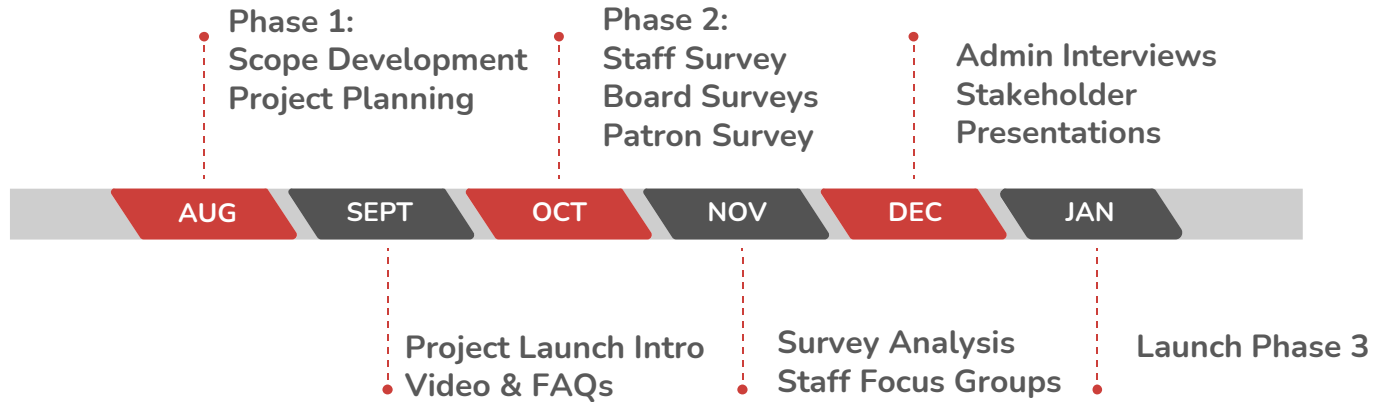 Phase 1:
Scope Development
Project Planning
Phase 2:
Staff Survey
Board Surveys
Patron Survey
Admin Interviews
Stakeholder
Presentations
AUG
SEPT
OCT
NOV
DEC
JAN
Project Launch Intro
Video & FAQs
Survey Analysis
Staff Focus Groups
Launch Phase 3